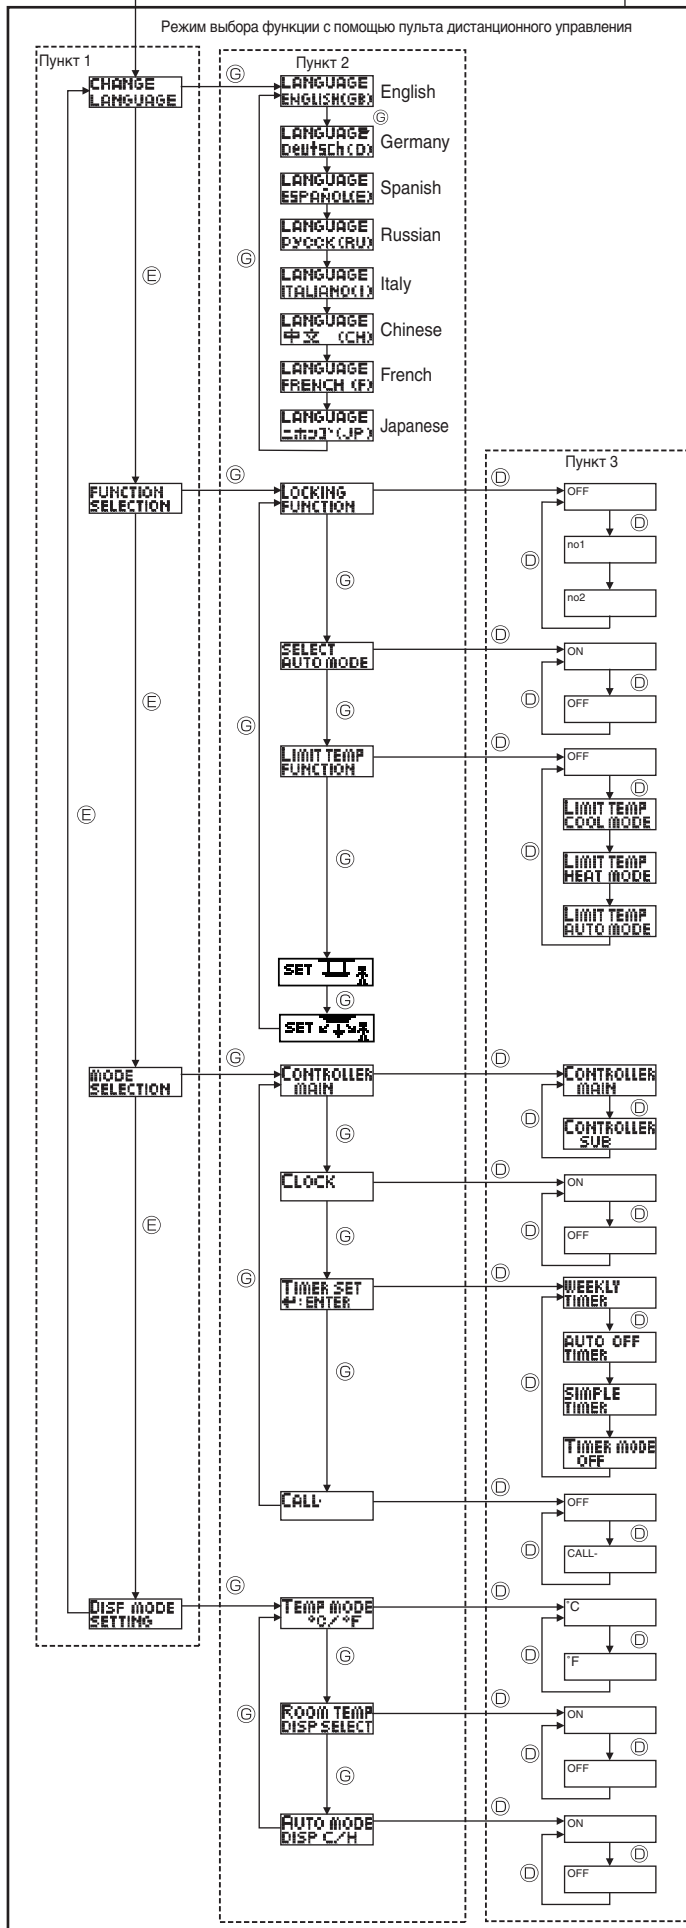 Режим выбора функции с помощью пульта дистанционного управления
Пункт 1
Пункт 2
CHANGE
LANGUAGE
G
LANGUAGE
ENGLISH(GB)
English
G
LANGUAGE
Deutsch(D)
Germany
LANGUAGE
ESPAÑOL(E)
Spanish
G
LANGUAGE
РУССК(RU)
Russian
E
LANGUAGE
ITALIANO(I)
Italy
LANGUAGE
中文 (CH)
Chinese
LANGUAGE
FRENCH (F)
French
LANGUAGE
ニホンゴ(JP)
Japanese
Пункт 3
FUNCTION
SELECTION
G
LOCKING
FUNCTION
D
OFF
D
D
no1
no2
G
SELECT
AUTO MODE
D
ON
D
D
OFF
E
G
G
LIMIT TEMP
FUNCTION
D
OFF
D
LIMIT TEMP
COOL MODE
E
D
LIMIT TEMP
HEAT MODE
G
LIMIT TEMP
AUTO MODE
SET
G
SET
MODE
SELECTION
G
CONTROLLER
MAIN
D
CONTROLLER
MAIN
D
D
CONTROLLER
SUB
G
CLOCK
D
ON
D
D
OFF
E
G
G
TIMER SET
↵:ENTER
D
WEEKLY
TIMER
D
AUTO OFF
TIMER
D
SIMPLE
TIMER
G
TIMER MODE
OFF
CALL-
D
OFF
D
D
CALL-
DISP MODE
SETTING
G
TEMP MODE
°C/°F
D
°C
D
D
°F
G
G
ROOM TEMP
DISP SELECT
D
ON
D
D
OFF
G
AUTO MODE
DISP C/H
D
ON
D
D
OFF